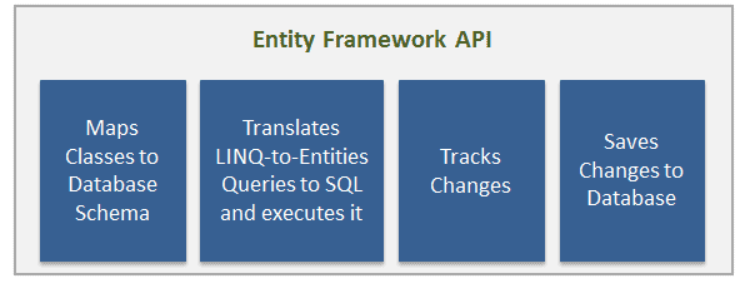 Entity Framework API
Maps
Classes to
Database
Schema
Translates
LINQ-to-Entities
Queries to SQL
and executes it
Tracks
Changes
Saves
Changes to
Database